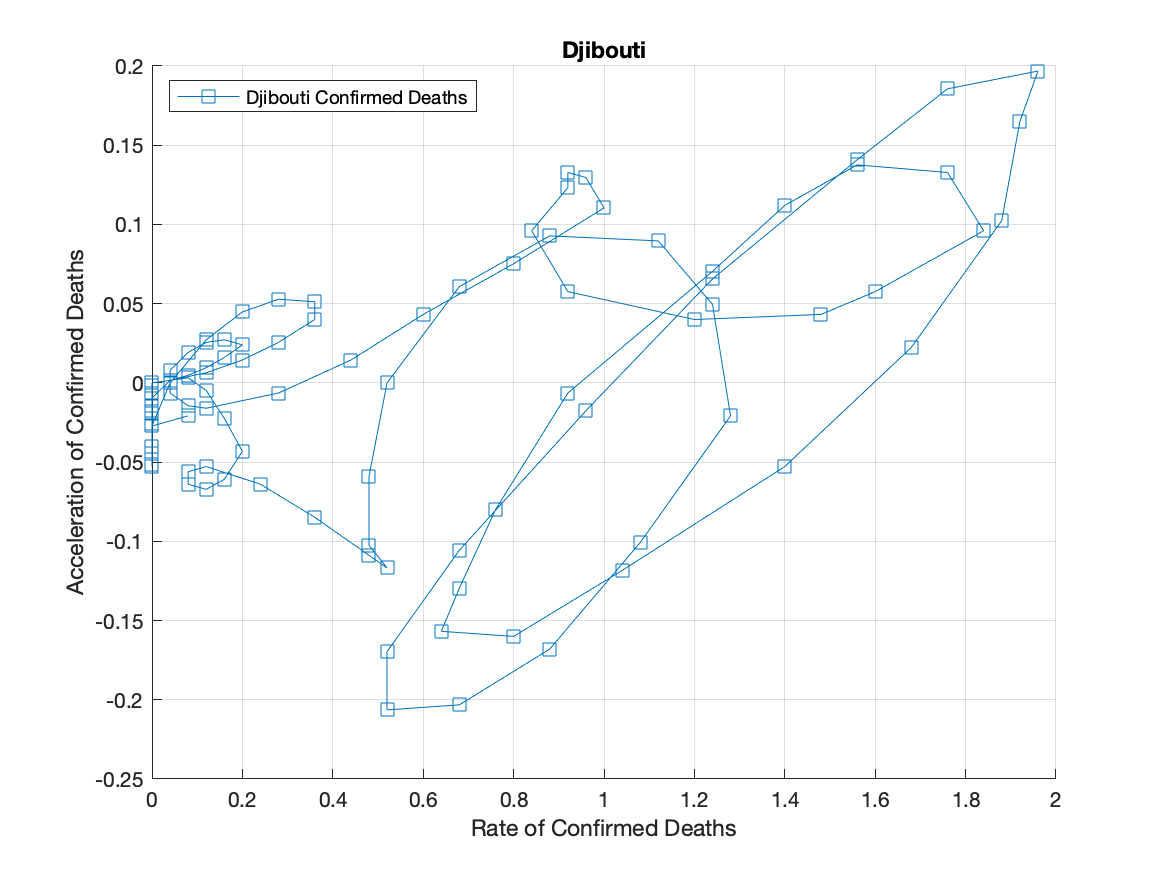 Djibouti
Djibouti Confirmed Deaths
Acceleration of Confirmed Deaths
0.2
0.15
0.1
0.05
0
-0.05
-0.1
-0.15
-0.2
-0.25
0 0.2 0.4 0.6 0.8 1 1.2 1.4 1.6 1.8 2
Rate of Confirmed Deaths